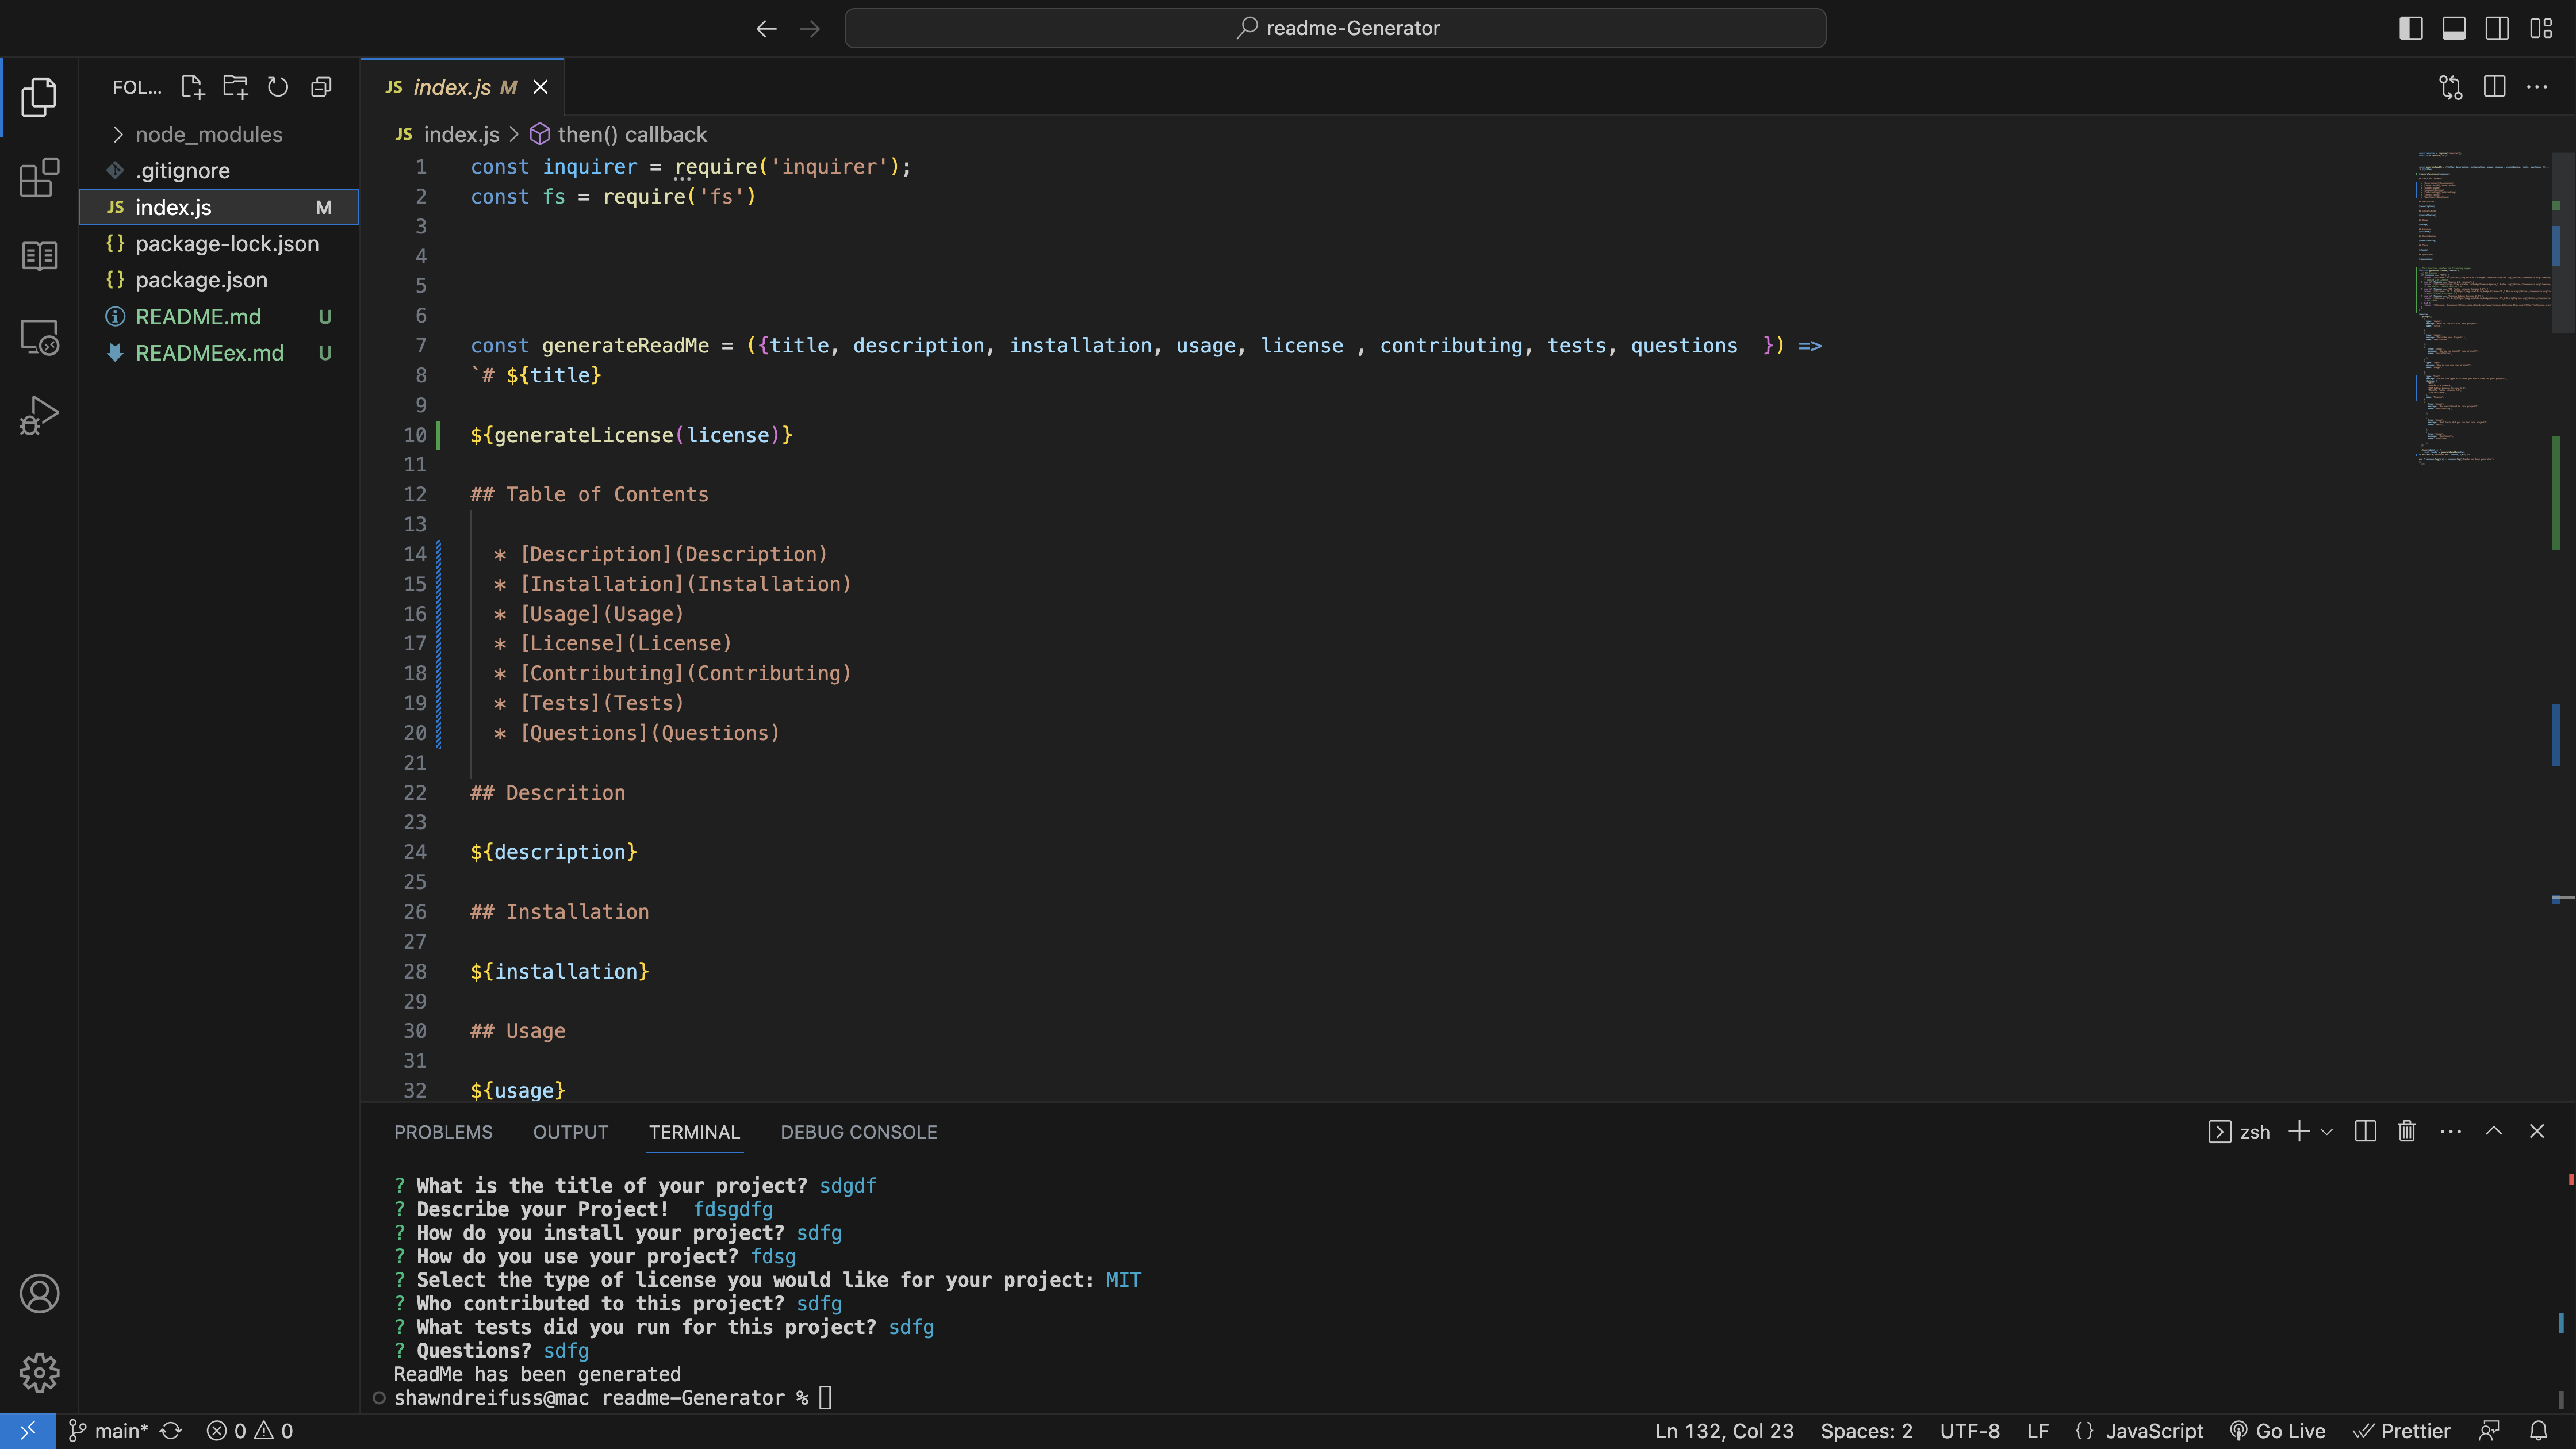 readme-Generator
FOL...
node_modules
.gitignore
JS index.js M
{} package-lock.json
{} package.json
README.md U
READMEex.md U
JS index.js M
JS index.js > then() callback
1 const inquirer = require('inquirer');
2 const fs = require('fs')
3
4
5
6
7 const generateReadMe = ({title, description, installation, usage, license , contributing, tests, questions  }) =>
8 `# ${title}
9
10 ${generateLicense(license)}
11
12 ## Table of Contents
13
14 * [Description](Description)
15 * [Installation](Installation)
16 * [Usage](Usage)
17 * [License](License)
18 * [Contributing](Contributing)
19 * [Tests](Tests)
20 * [Questions](Questions)
21
22 ## Descrition
23
24 ${description}
25
26 ## Installation
27
28 ${installation}
29
30 ## Usage
31
32 ${usage}
PROBLEMS OUTPUT TERMINAL DEBUG CONSOLE
zsh
? What is the title of your project? sdgdf
? Describe your Project!  fdsgdfg
? How do you install your project? sdfg
? How do you use your project? fdsg
? Select the type of license you would like for your project: MIT
? Who contributed to this project? sdfg
? What tests did you run for this project? sdfg
? Questions? sdfg
ReadMe has been generated
shawndreifuss@mac readme-Generator %
main* 0 0 Ln 132, Col 23 Spaces: 2 UTF-8 LF {} JavaScript Go Live Prettier